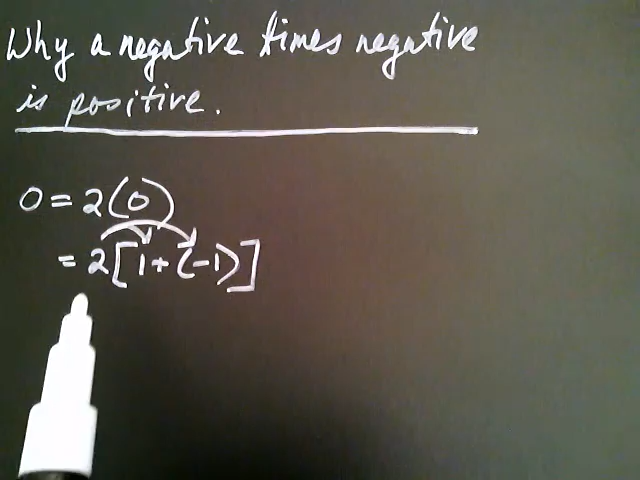 Why a negative times negative
is positive.
0 = 2(0)
= 2[1+(-1)]